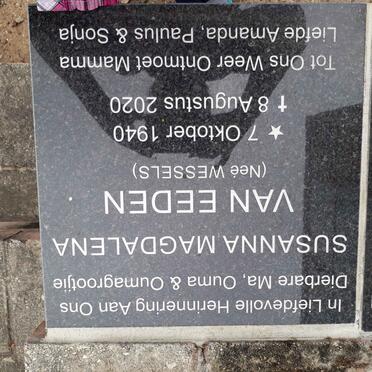 In Liefdevolle Herinnering Aan Ons
Dierbare Ma, Ouma & Oumagrootjie
SUSANNA MAGDALENA
VAN EEDEN
(Neé WESSELS)
★ 7 Oktober 1940
✝ 8 Augustus 2020
Tot Ons Weer Ontmoet Mamma
Liefde Amanda, Paulus & Sonja